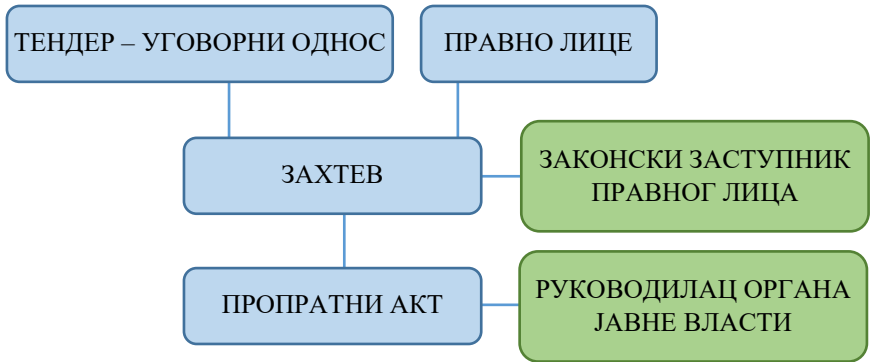 ТЕНДЕР – УГОВОРНИ ОДНОС
ПРАВНО ЛИЦЕ
ЗАХТЕВ
ЗАКОНСКИ ЗАСТУПНИК
ПРАВНОГ ЛИЦА
ПРОПРАТНИ АКТ
РУКОВОДИЛАЦ ОРГАНА
ЈАВНЕ ВЛАСТИ